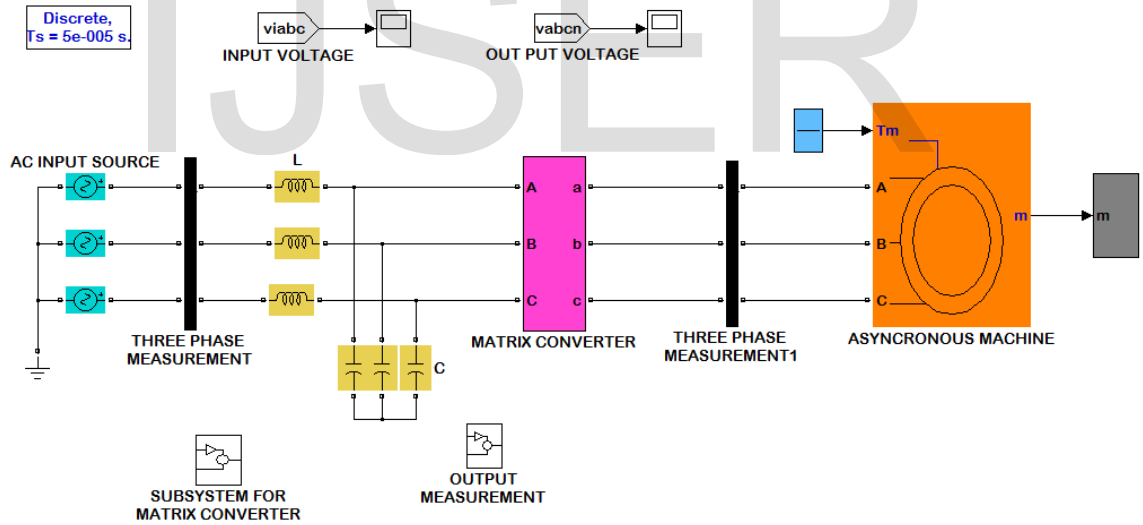 Discrete,
Ts = 5e-005 s.
viabc
INPUT VOLTAGE
vabcn
OUT PUT VOLTAGE
IJSER
AC INPUT SOURCE
L
THREE PHASE
MEASUREMENT
C
A
B
C
a
b
c
MATRIX CONVERTER
THREE PHASE
MEASUREMENT1
Tm
A
B
C
m
ASYNCRONOUS MACHINE
m
SUBSYSTEM FOR
MATRIX CONVERTER
OUTPUT
MEASUREMENT